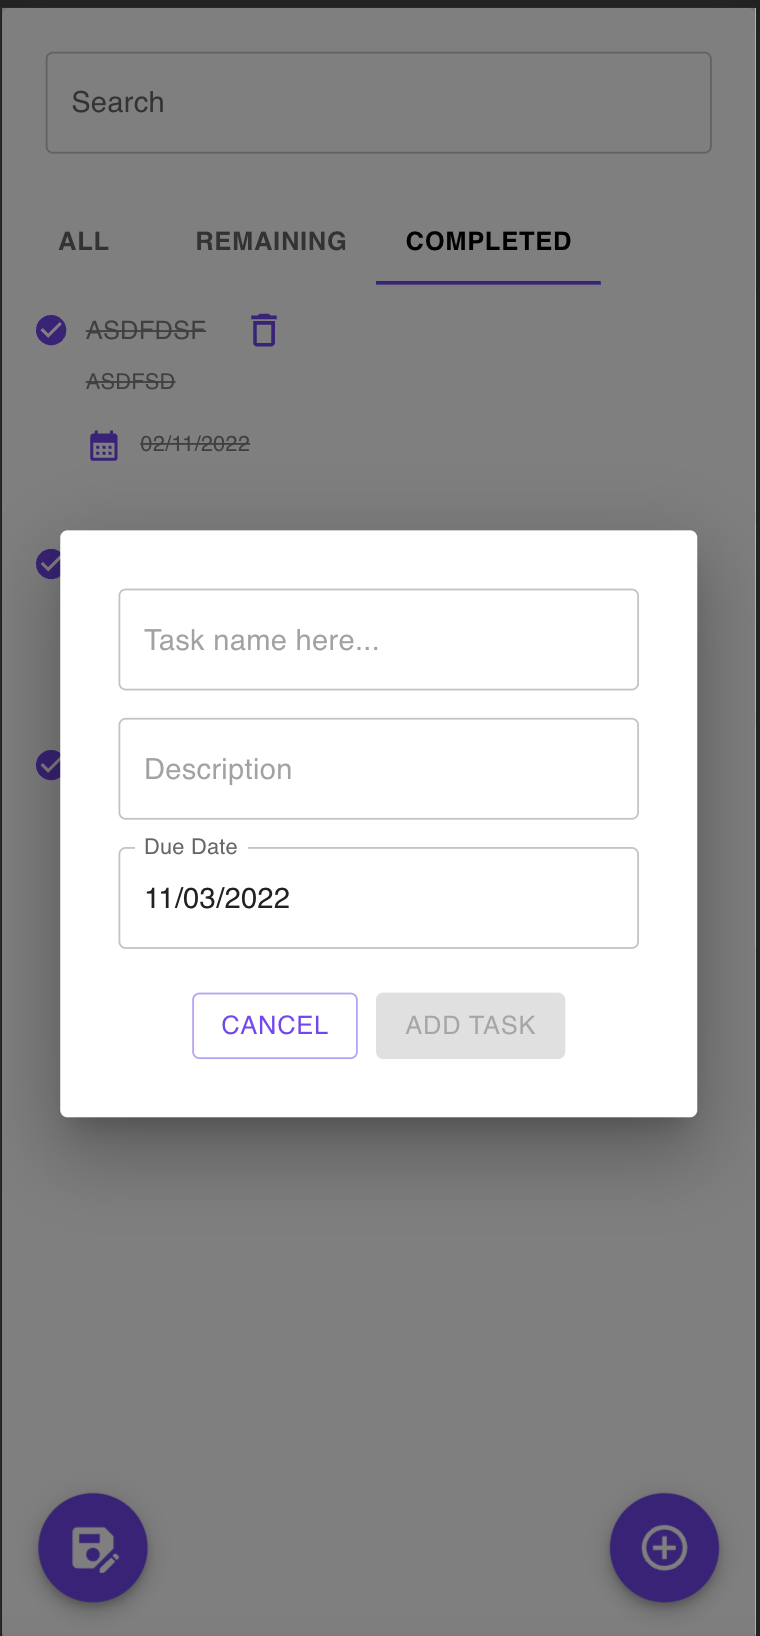 Search
ALL REMAINING COMPLETED
ASDFDSF
ASDFSD
02/11/2022
Task name here...
Description
Due Date
11/03/2022
CANCEL ADD TASK